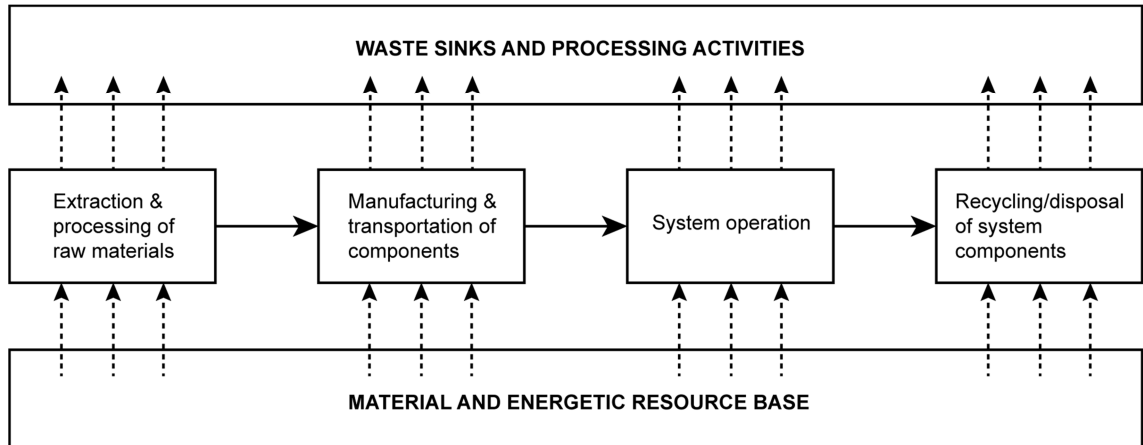 WASTE SINKS AND PROCESSING ACTIVITIES
Extraction &
processing of
raw materials
Manufacturing &
transportation of
components
System operation
Recycling/disposal
of system
components
MATERIAL AND ENERGETIC RESOURCE BASE